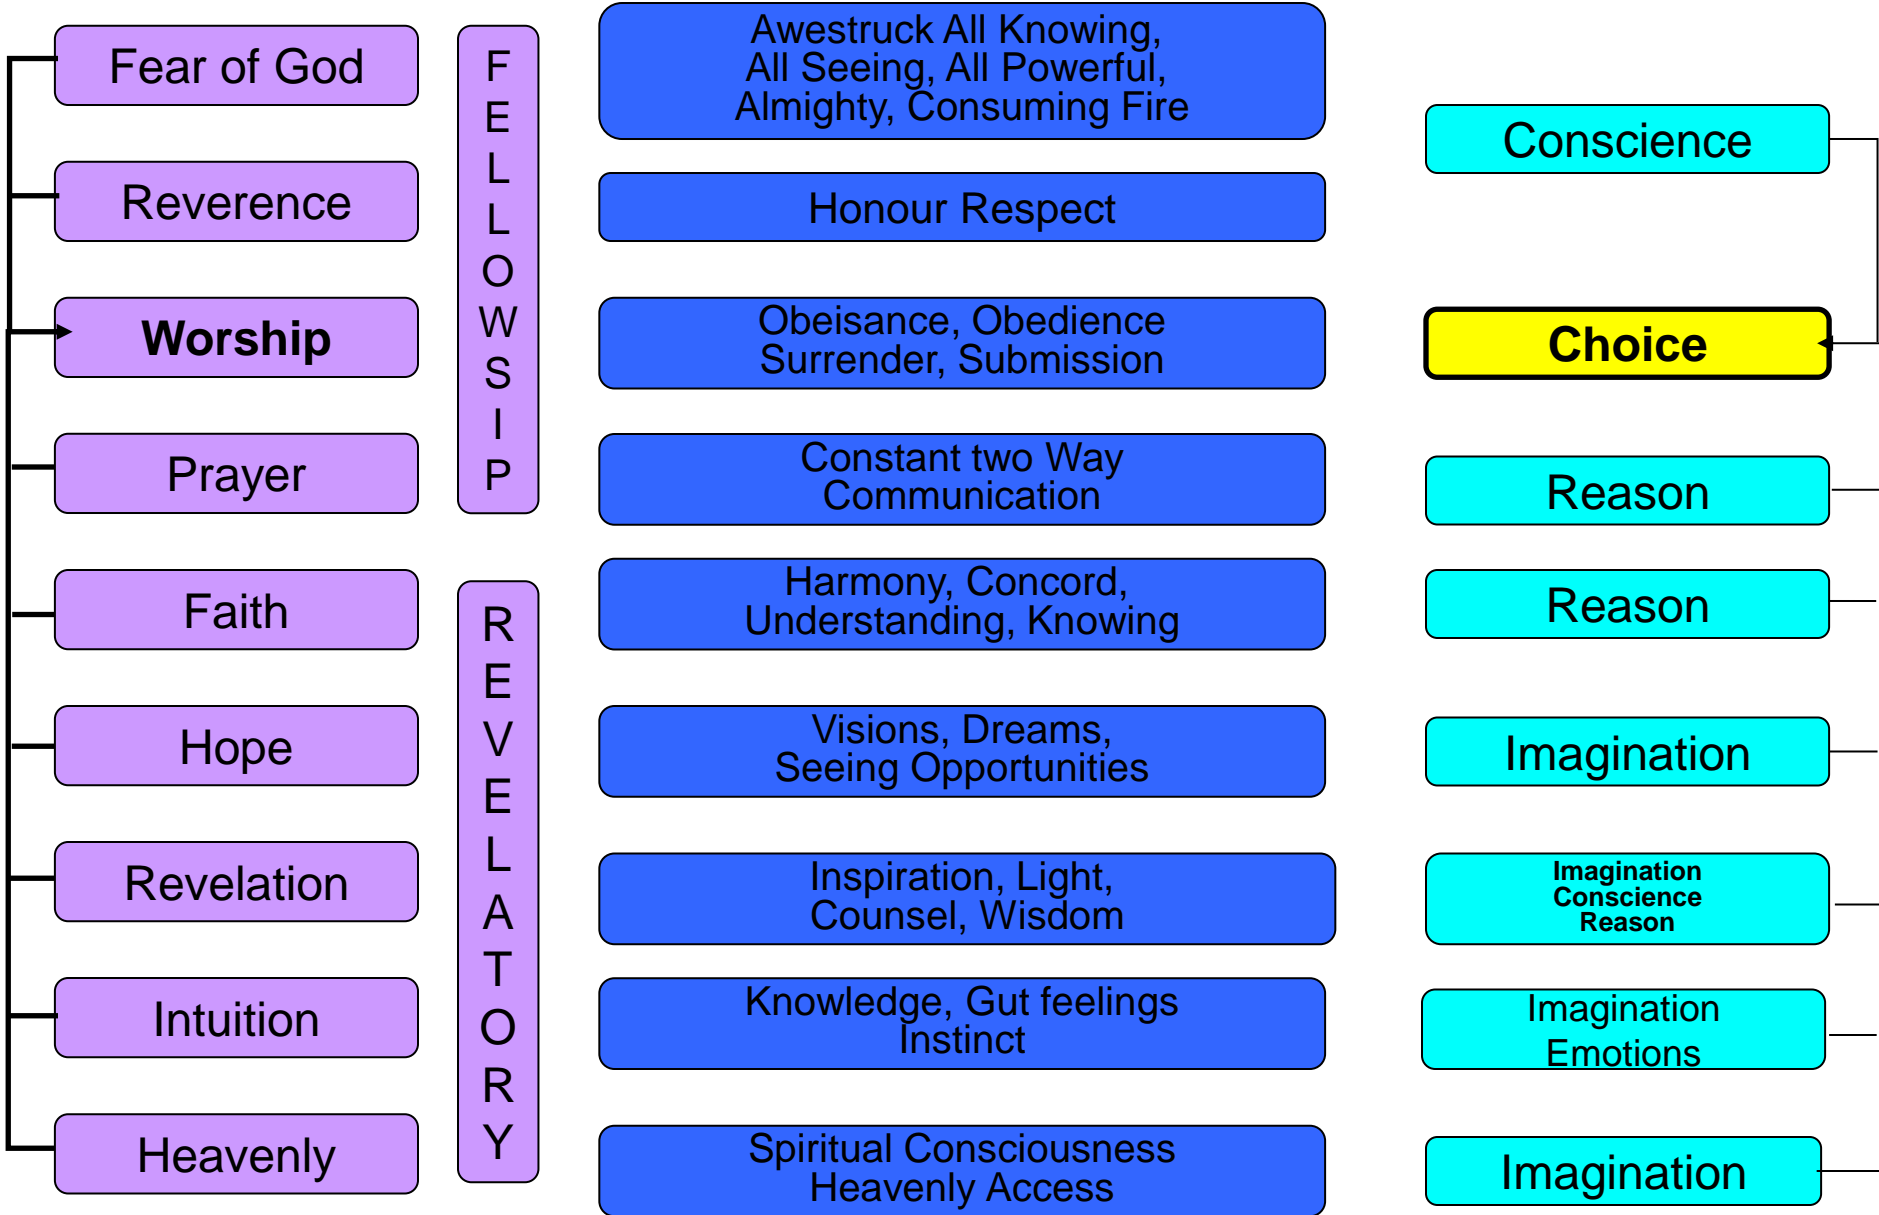 Fear of God
Reverence
Worship
Prayer
Faith
Hope
Revelation
Intuition
Heavenly
F
E
L
L
O
W
S
I
P
R
E
V
E
L
A
T
O
R
Y
Awestruck All Knowing,
All Seeing, All Powerful,
Almighty, Consuming Fire
Honour Respect
Obeisance, Obedience
Surrender, Submission
Constant two Way
Communication
Harmony, Concord,
Understanding, Knowing
Visions, Dreams,
Seeing Opportunities
Inspiration, Light,
Counsel, Wisdom
Knowledge, Gut feelings
Instinct
Spiritual Consciousness
Heavenly Access
Conscience
Choice
Reason
Reason
Imagination
Imagination
Conscience
Reason
Imagination
Emotions
Imagination